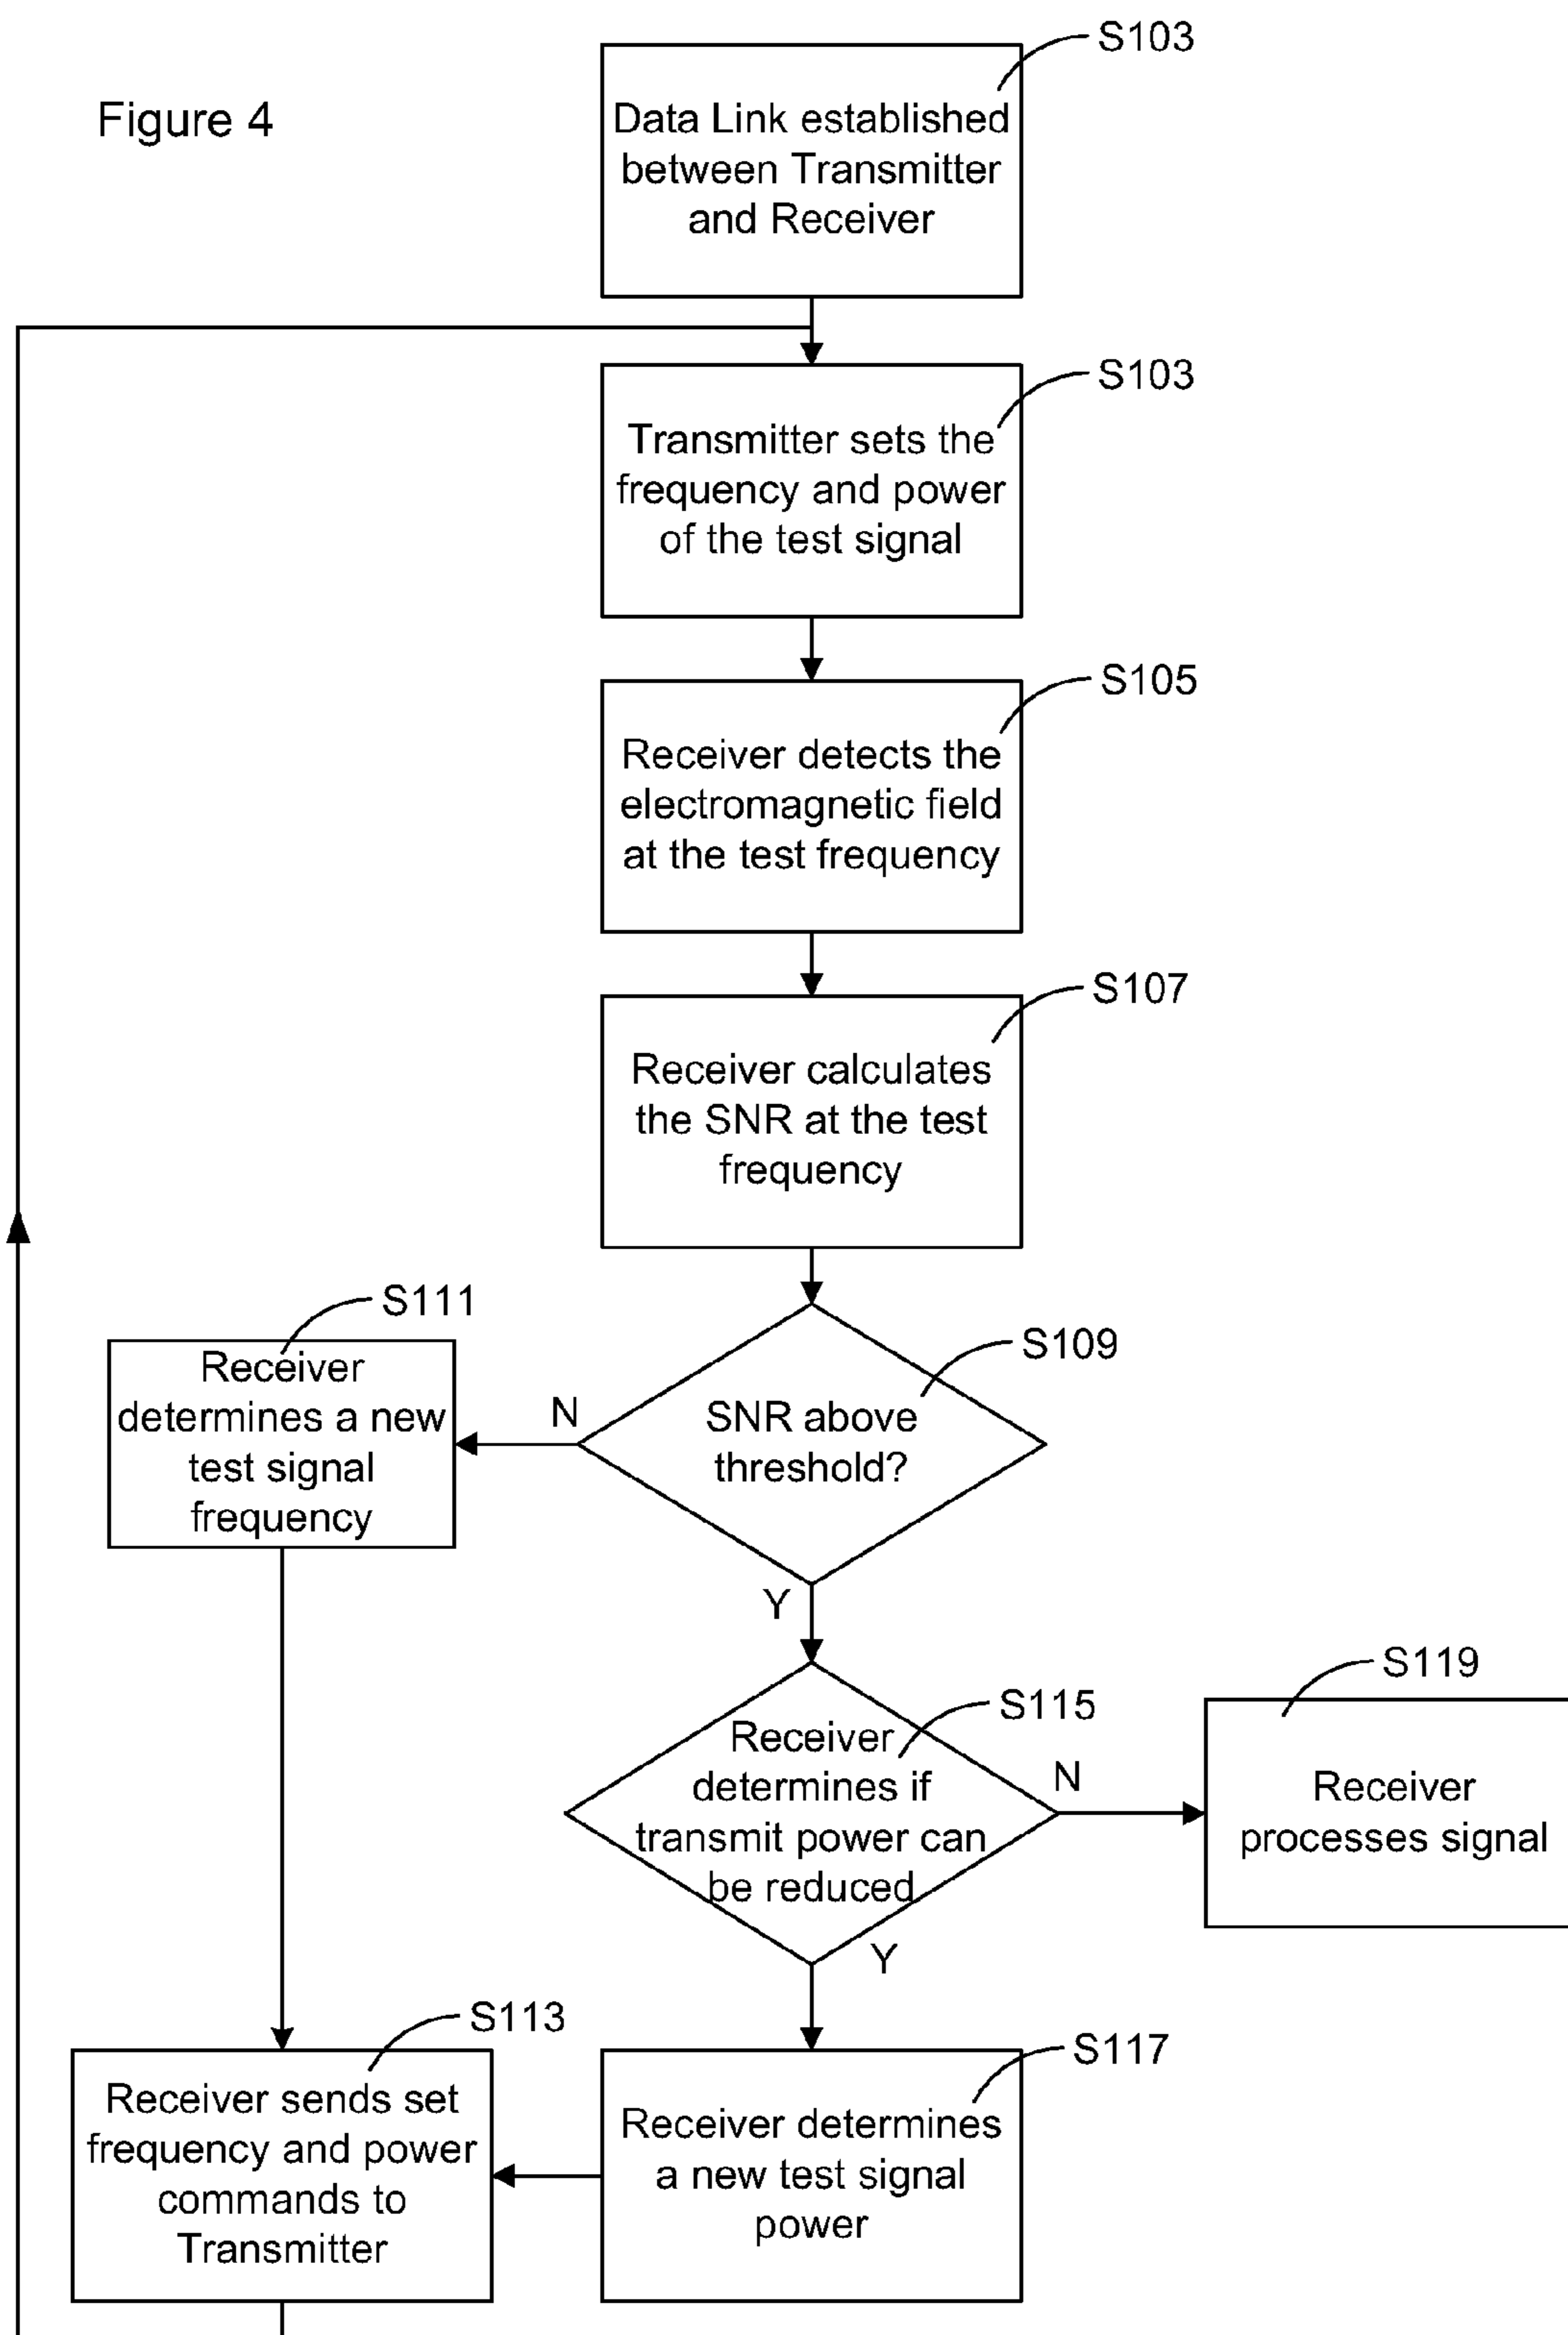 Figure 4
S103
Data Link established
between Transmitter
and Receiver
S103
Transmitter sets the
frequency and power
of the test signal
S105
Receiver detects the
electromagnetic field
at the test frequency
S107
Receiver calculates
the SNR at the test
frequency
S109
SNR above
threshold?
N
Y
S111
Receiver
determines a new
test signal
frequency
S115
Receiver
determines if
transmit power can
be reduced
N
Y
S119
Receiver
processes signal
S113
Receiver sends set
frequency and power
commands to
Transmitter
S117
Receiver determines
a new test signal
power